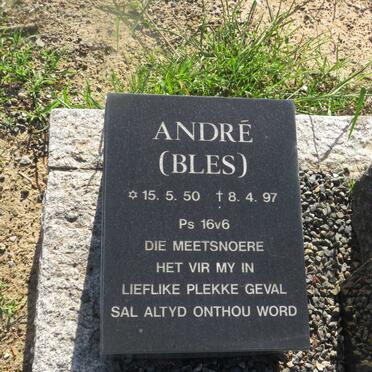 ANDRÉ
(BLES)
✡ 15. 5. 50 † 8. 4. 97
Ps 16v6
DIE MEETSNOERE
HET VIR MY IN
LIEFLIKE PLEKKE GEVAL
SAL ALTYD ONTHOU WORD